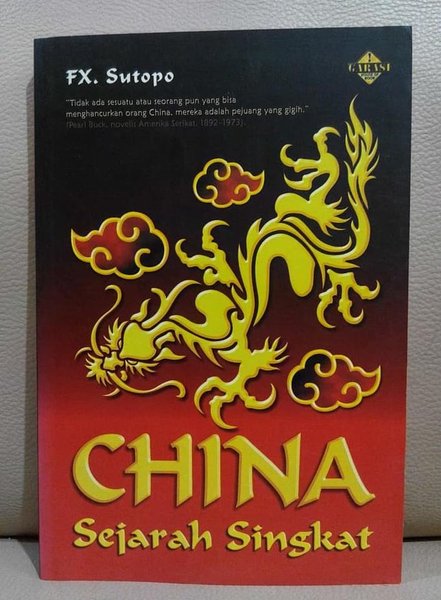 FX. Sutopo
GARASI
"Tidak ada sesuatu atau seorang pun yang bisa
menghancurkan orang China, mereka adalah pejuang yang gigih."
(Pearl Buck, novelis Amerika Serikat, 1892-1973).
CHINA
Sejarah Singkat